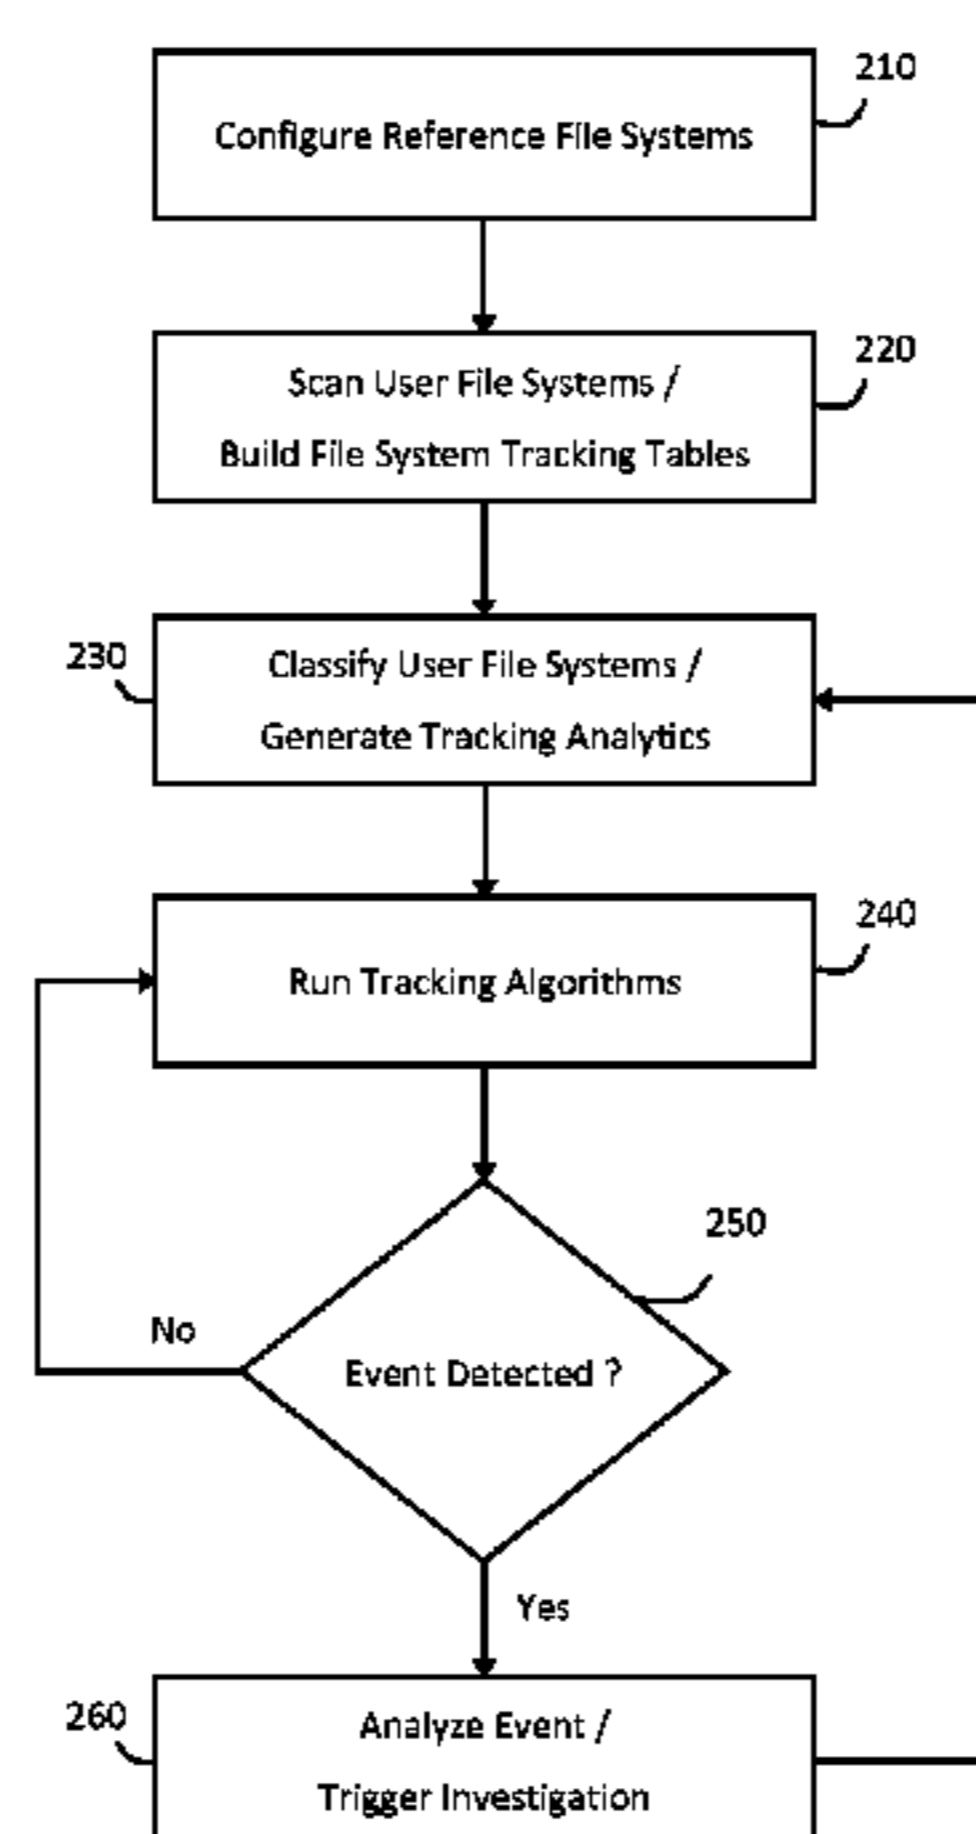 210
Configure Reference File Systems
220
Scan User File Systems /
Build File System Tracking Tables
230
Classify User File Systems /
Generate Tracking Analytics
240
Run Tracking Algorithms
250
No
Event Detected ?
Yes
260
Analyze Event /
Trigger Investigation